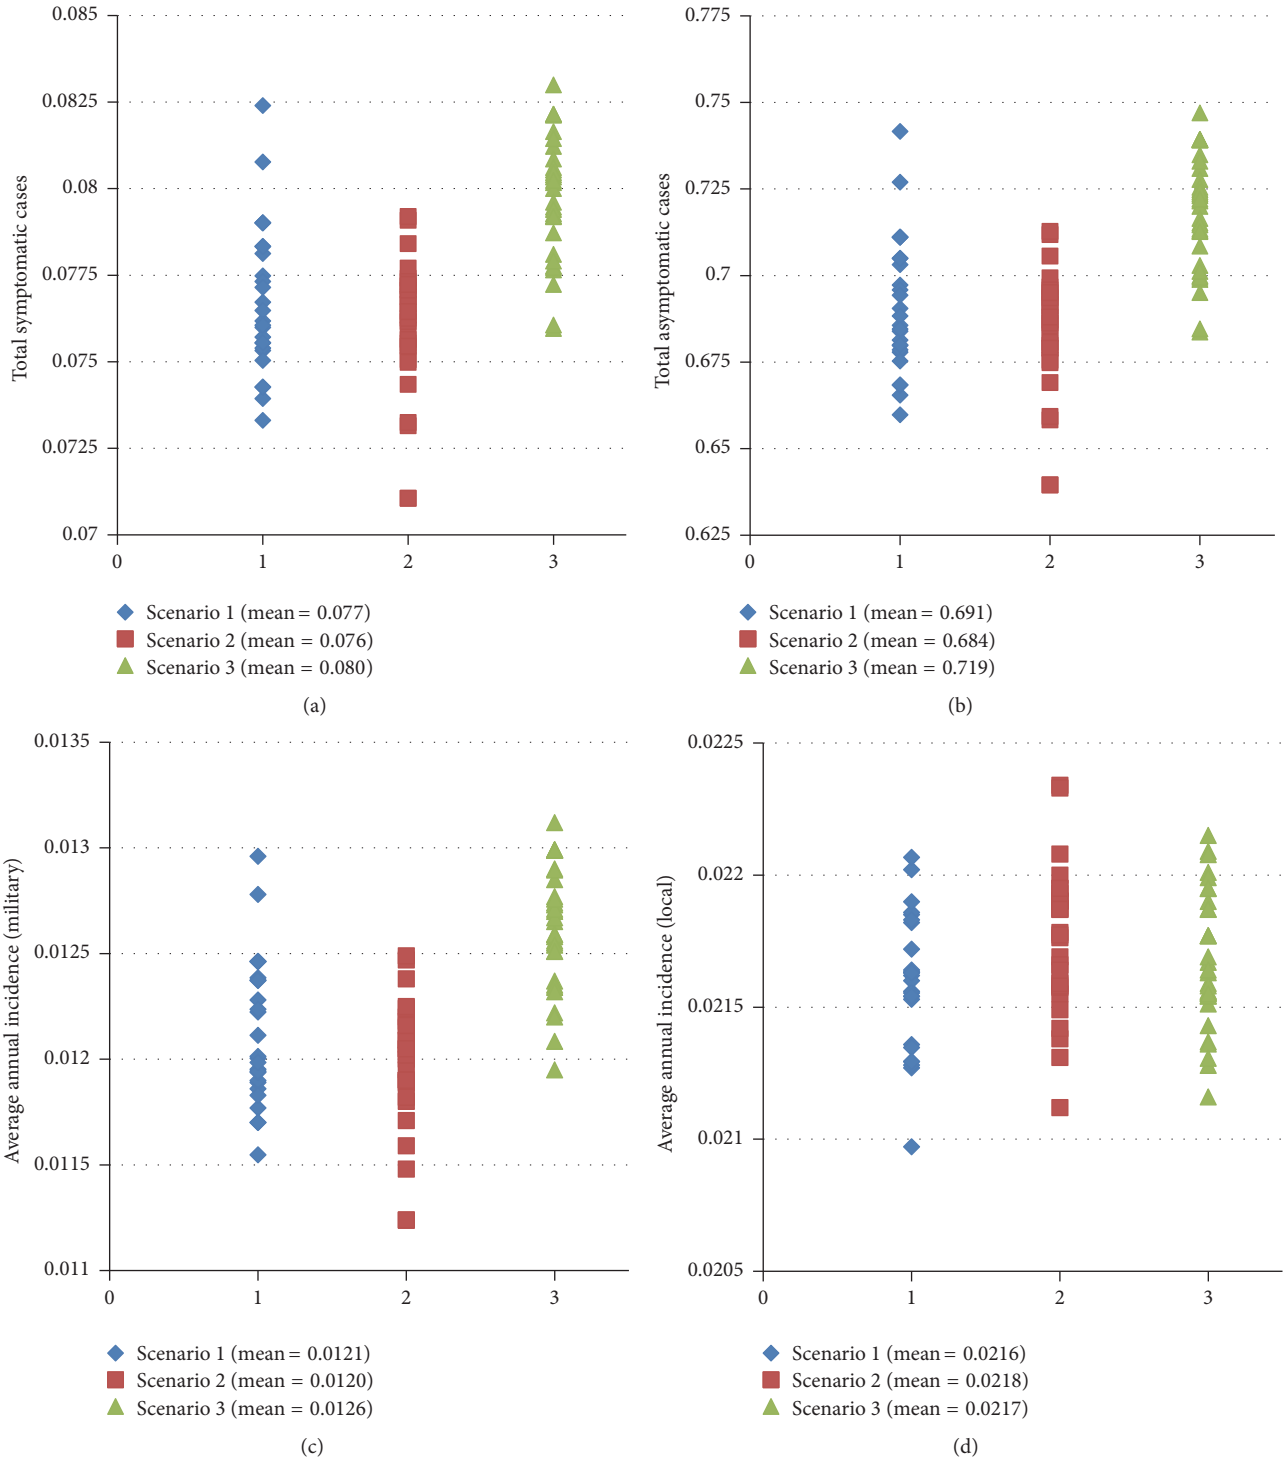 0.085
0.0825
0.08
0.0775
0.075
0.0725
0.07
Total symptomatic cases
0 1 2 3
Scenario 1 (mean = 0.077)
Scenario 2 (mean = 0.076)
Scenario 3 (mean = 0.080)
(a)
0.775
0.75
0.725
0.7
0.675
0.65
0.625
Total asymptomatic cases
0 1 2 3
Scenario 1 (mean = 0.691)
Scenario 2 (mean = 0.684)
Scenario 3 (mean = 0.719)
(b)
0.0135
0.013
0.0125
0.012
0.0115
0.011
Average annual incidence (military)
0 1 2 3
Scenario 1 (mean = 0.0121)
Scenario 2 (mean = 0.0120)
Scenario 3 (mean = 0.0126)
(c)
0.0225
0.022
0.0215
0.021
0.0205
Average annual incidence (local)
0 1 2 3
Scenario 1 (mean = 0.0216)
Scenario 2 (mean = 0.0218)
Scenario 3 (mean = 0.0217)
(d)